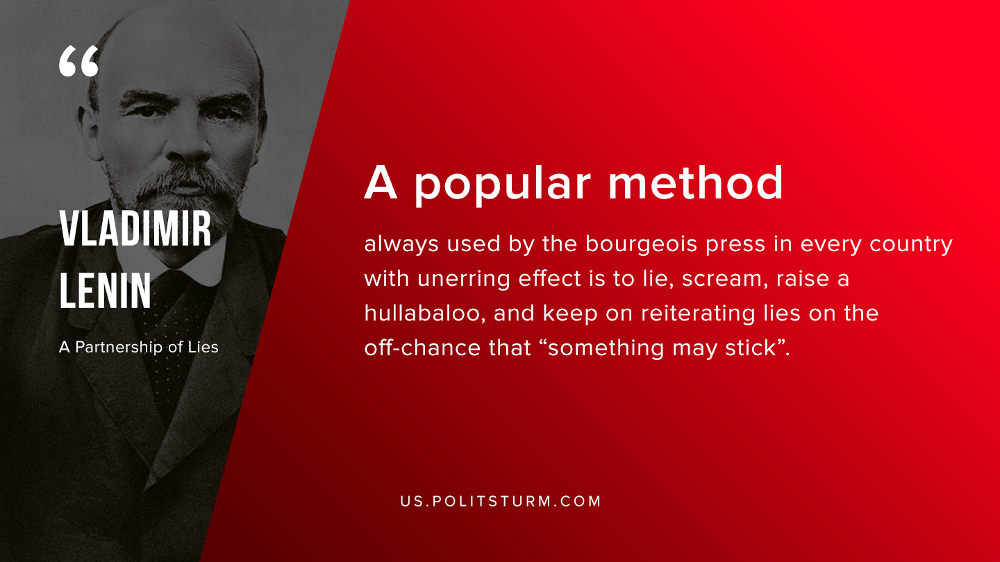 “
VLADIMIR
LENIN
A Partnership of Lies
A popular method
always used by the bourgeois press in every country
with unerring effect is to lie, scream, raise a
hullabaloo, and keep on reiterating lies on the
off-chance that “something may stick”.
US.POLITSTURM.COM